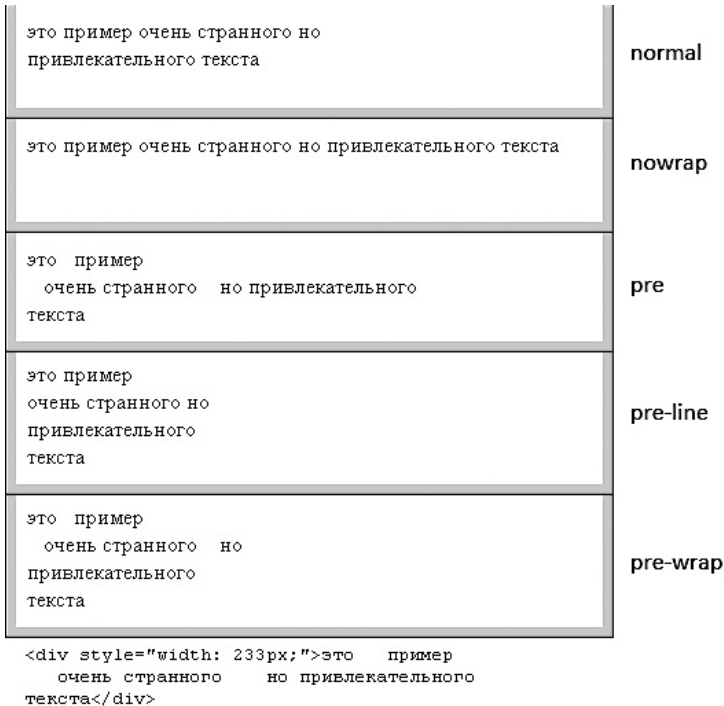 это пример очень странного но
привлекательного текста
normal
это пример очень странного но привлекательного текста
nowrap
это   пример
  очень странного   но привлекательного
текста
pre
это пример
очень странного но
привлекательного
текста
pre-line
это   пример
  очень странного   но
привлекательного
текста
pre-wrap
<div style="width: 233px;">это   пример
   очень странного   но привлекательного
текста</div>